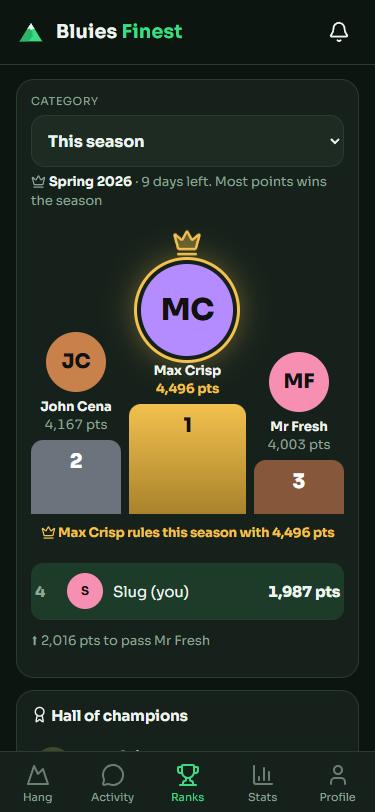 Bluies Finest
CATEGORY
This season
Spring 2026 · 9 days left. Most points wins
the season
MC
JC
MF
Max Crisp
4,496 pts
John Cena
4,167 pts
Mr Fresh
4,003 pts
1
2
3
Max Crisp rules this season with 4,496 pts
4 S Slug (you) 1,987 pts
↑ 2,016 pts to pass Mr Fresh
Hall of champions
Hang Activity Ranks Stats Profile